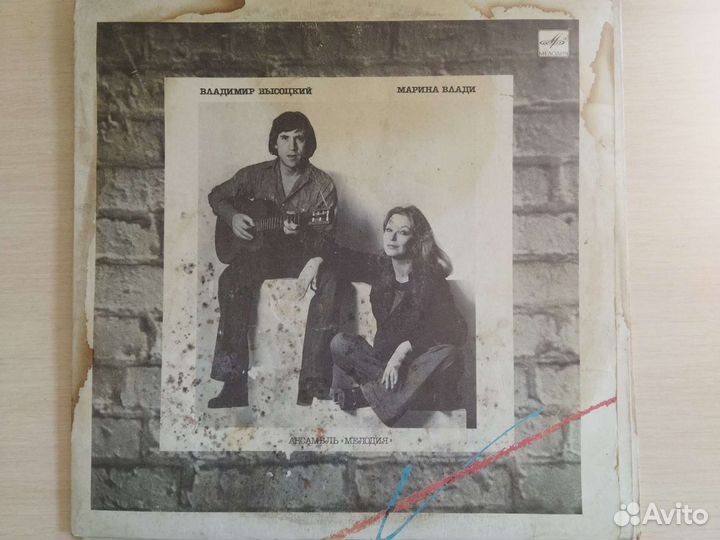 МЕЛОДИЯ
ВЛАДИМИР ВЫСОЦКИЙ
МАРИНА ВЛАДИ
АНСАМБЛЬ «МЕЛОДИЯ»
Avito